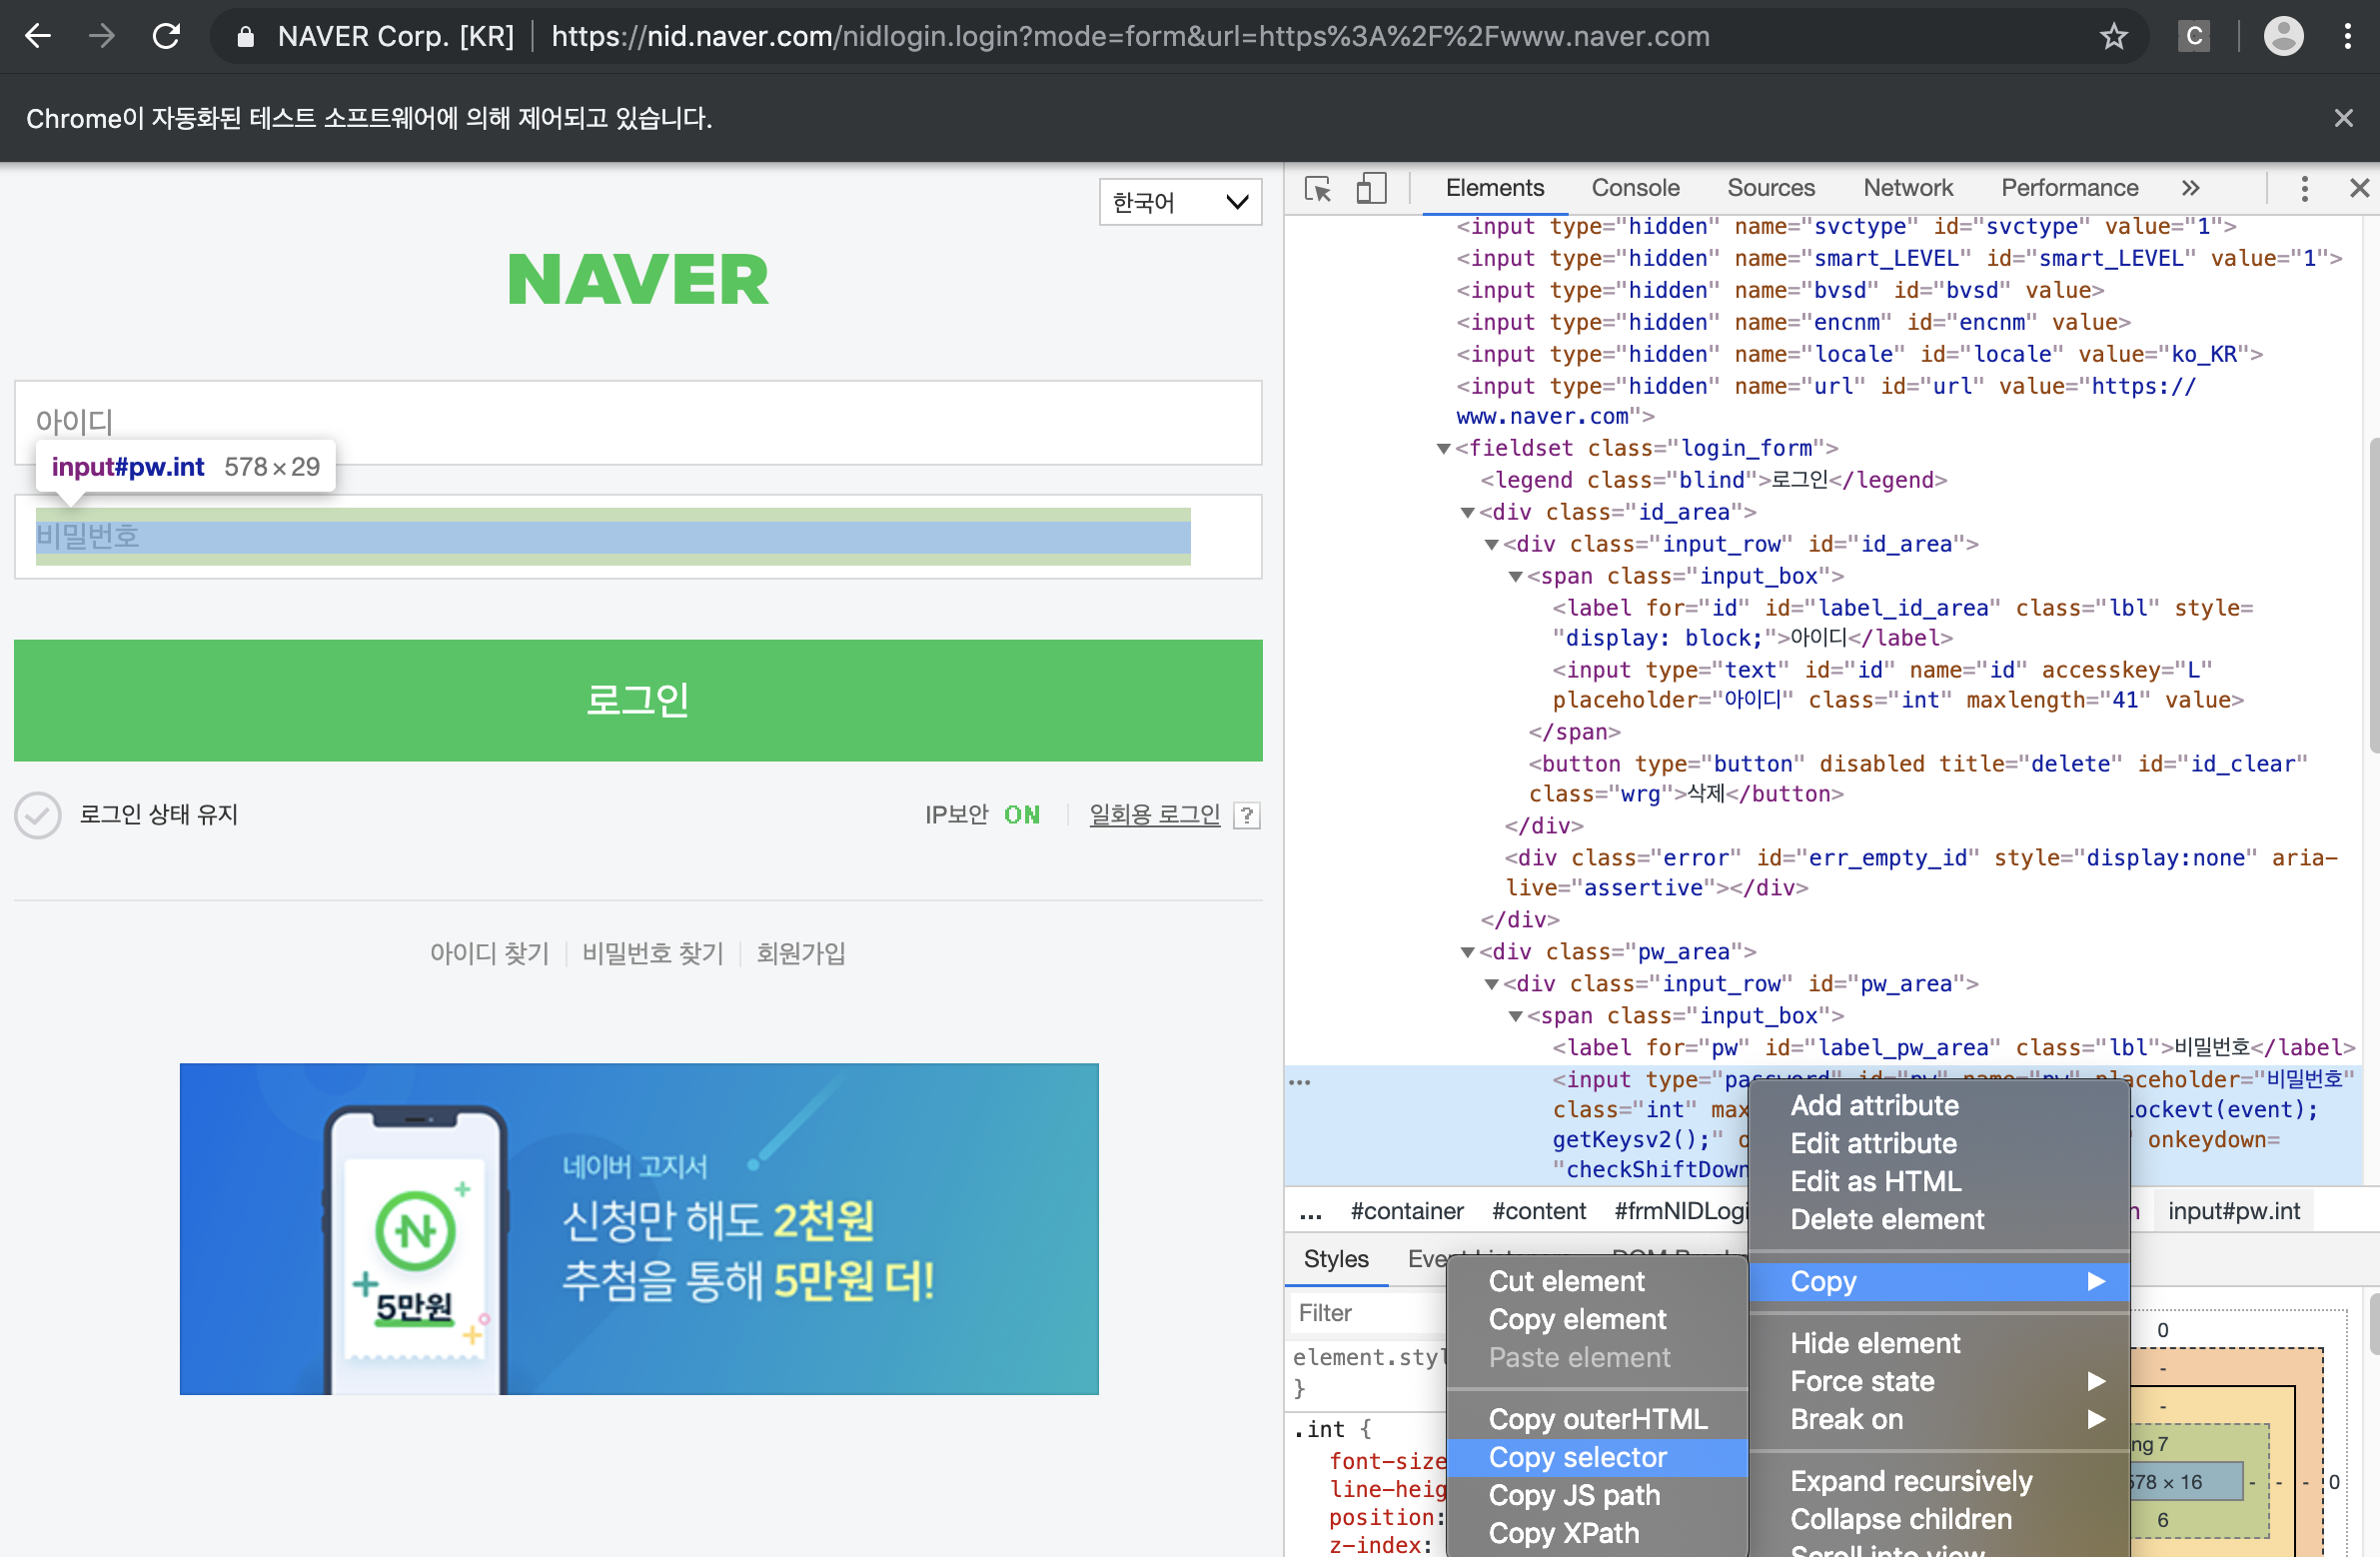 NAVER Corp. [KR] https://nid.naver.com/nidlogin.login?mode=form&url=https%3A%2F%2Fwww.naver.com
C
Chrome이 자동화된 테스트 소프트웨어에 의해 제어되고 있습니다.
한국어
NAVER
아이디
input#pw.int 578×29
비밀번호
로그인
로그인 상태 유지
IP보안 ON
일회용 로그인 ?
아이디 찾기 비밀번호 찾기 회원가입
네이버 고지서
신청만 해도 2천원
추첨을 통해 5만원 더!
5만원
Elements Console Sources Network Performance »
<input type="hidden" name="svctype" id="svctype" value="1">
<input type="hidden" name="smart_LEVEL" id="smart_LEVEL" value="1">
<input type="hidden" name="bvsd" id="bvsd" value>
<input type="hidden" name="encnm" id="encnm" value>
<input type="hidden" name="locale" id="locale" value="ko_KR">
<input type="hidden" name="url" id="url" value="https://
www.naver.com">
<fieldset class="login_form">
<legend class="blind">로그인</legend>
<div class="id_area">
<div class="input_row" id="id_area">
<span class="input_box">
<label for="id" id="label_id_area" class="lbl" style=
"display: block;">아이디</label>
<input type="text" id="id" name="id" accesskey="L"
placeholder="아이디" class="int" maxlength="41" value>
</span>
<button type="button" disabled title="delete" id="id_clear"
class="wrg">삭제</button>
</div>
<div class="error" id="err_empty_id" style="display:none" aria-
live="assertive"></div>
</div>
<div class="pw_area">
<div class="input_row" id="pw_area">
<span class="input_box">
<label for="pw" id="label_pw_area" class="lbl">비밀번호</label>
... <input type="password" id="pw" name="pw" placeholder="비밀번호"
class="int" max lockevt(event);
getKeysv2();" o " onkeydown=
"checkShiftDown
... #container #content #frmNIDLogi n input#pw.int
Styles
Filter
element.styl
}
.int {
font-size
line-heig
position:
z-index:
Cut element
Copy element
Paste element
Copy outerHTML
Copy selector
Copy JS path
Copy XPath
Add attribute
Edit attribute
Edit as HTML
Delete element
Copy
Hide element
Force state
Break on
Expand recursively
Collapse children
Scroll into view
0
-
-
ng 7
578 × 16 - - - 0
6